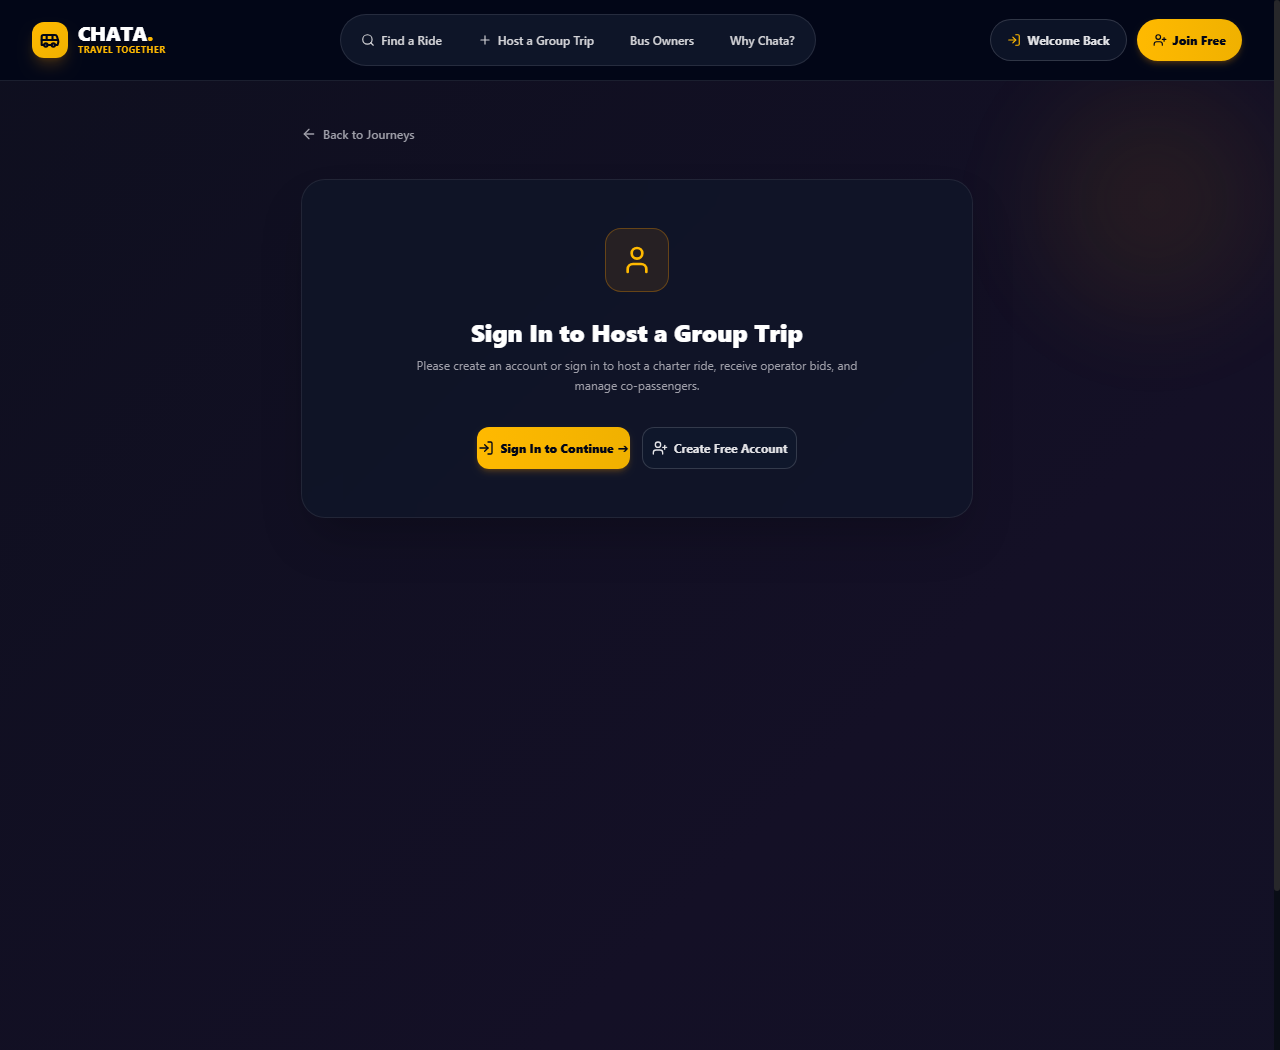 CHATA.
TRAVEL TOGETHER
Find a Ride
Host a Group Trip
Bus Owners
Why Chata?
Welcome Back
Join Free
Back to Journeys
Sign In to Host a Group Trip
Please create an account or sign in to host a charter ride, receive operator bids, and
manage co-passengers.
Sign In to Continue →
Create Free Account